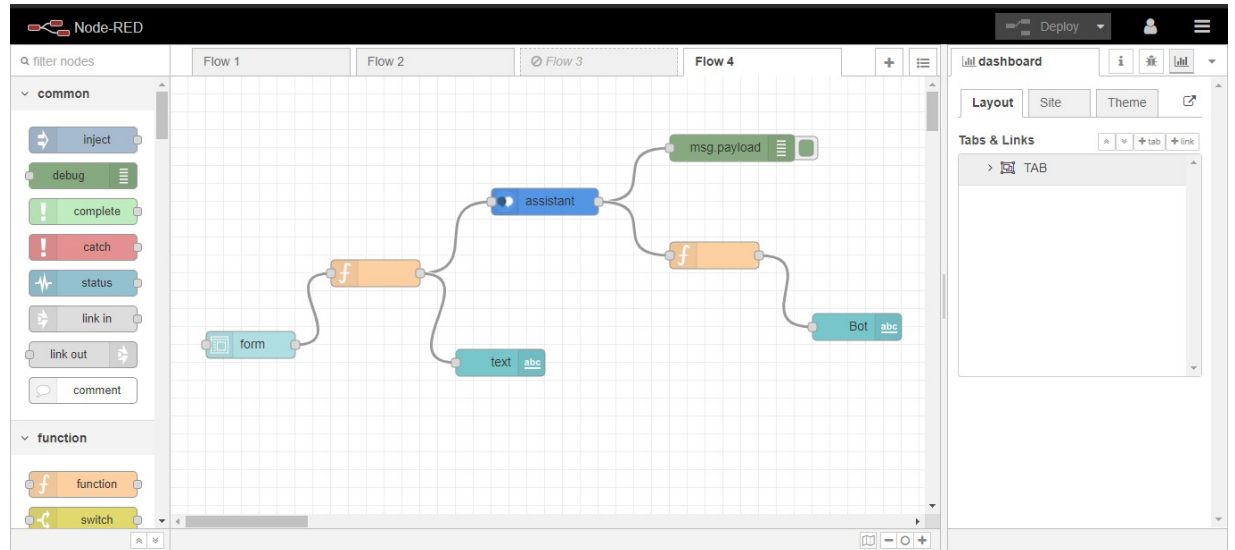 Node-RED
Deploy
filter nodes
Flow 1
Flow 2
Flow 3
Flow 4
dashboard
i
common
Layout
Site
Theme
inject
msg.payload
Tabs & Links
+ tab
+ link
debug
TAB
assistant
complete
catch
f
f
status
link in
Bot
abc
form
link out
text
abc
comment
function
f
function
switch